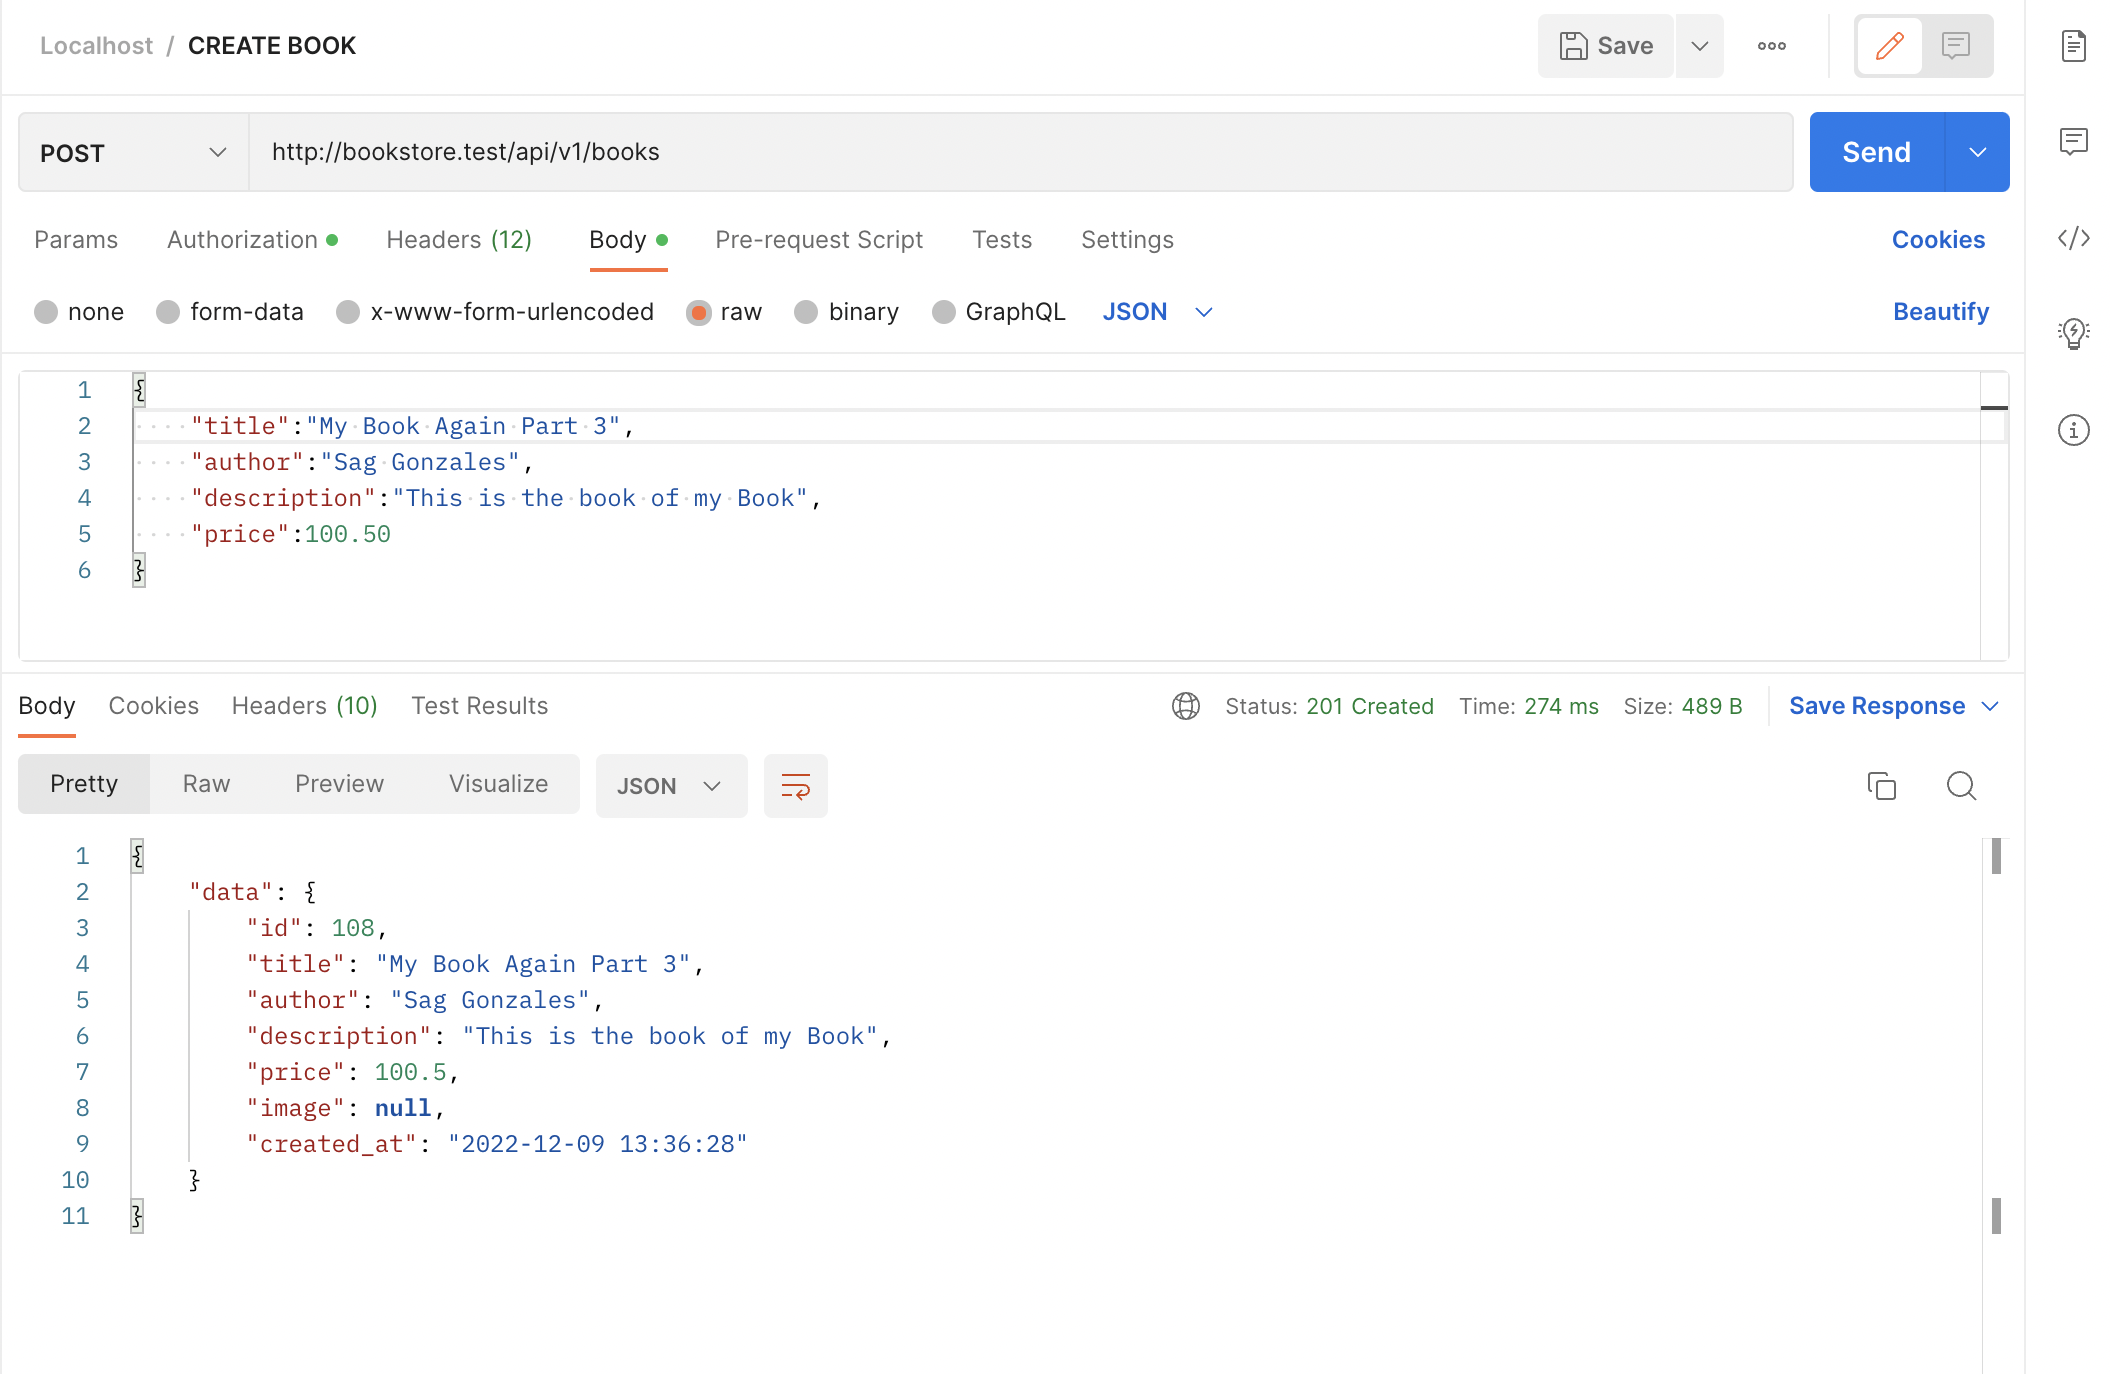 Localhost / CREATE BOOK
Save
POST http://bookstore.test/api/v1/books Send
Params Authorization Headers (12) Body Pre-request Script Tests Settings Cookies
none form-data x-www-form-urlencoded raw binary GraphQL JSON Beautify
1 {
2 "title":"My Book Again Part 3",
3 "author":"Sag Gonzales",
4 "description":"This is the book of my Book",
5 "price":100.50
6 }
Body Cookies Headers (10) Test Results Status: 201 Created Time: 274 ms Size: 489 B Save Response
Pretty Raw Preview Visualize JSON
1 {
2 "data": {
3 "id": 108,
4 "title": "My Book Again Part 3",
5 "author": "Sag Gonzales",
6 "description": "This is the book of my Book",
7 "price": 100.5,
8 "image": null,
9 "created_at": "2022-12-09 13:36:28"
10 }
11 }